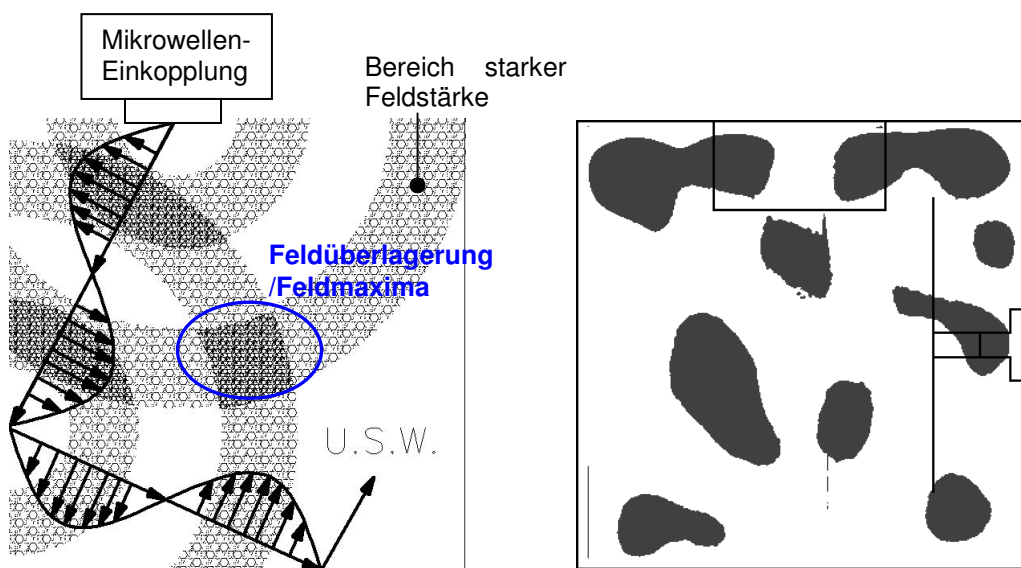 Mikrowellen-
Einkopplung
Bereich starker
Feldstärke
Feldüberlagerung
/Feldmaxima
U.S.W.